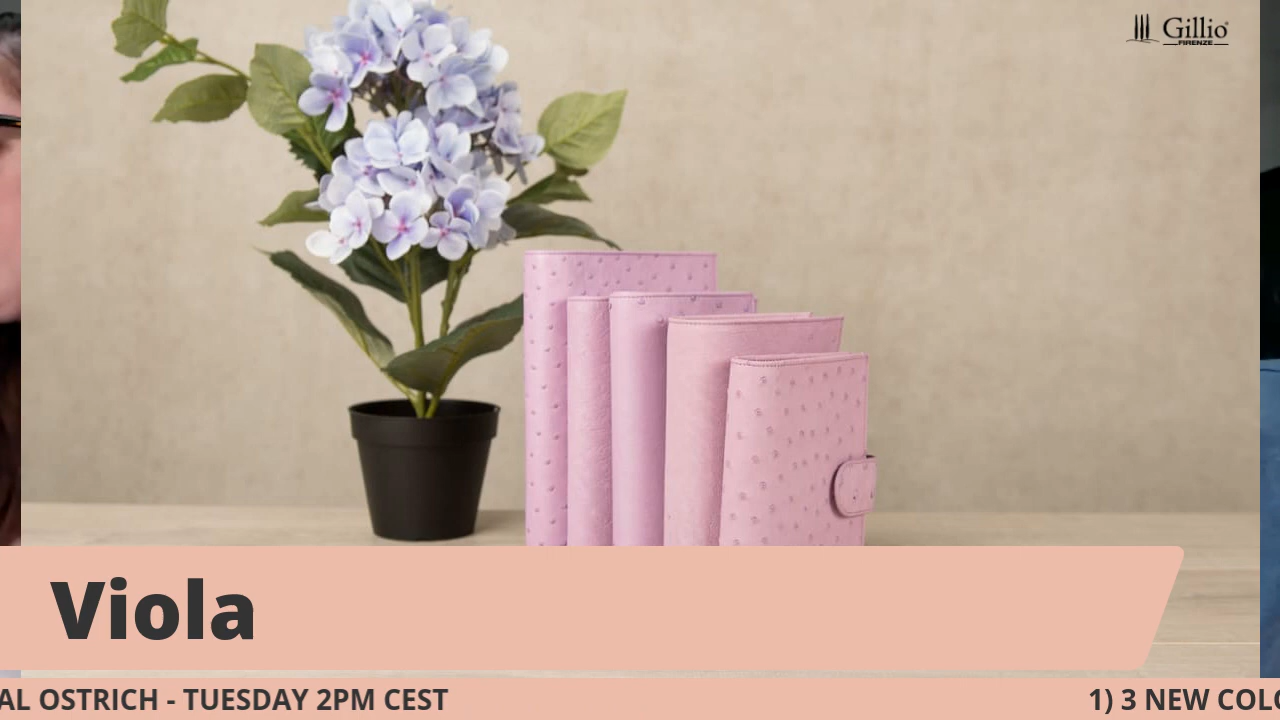 Gillio
FIRENZE
Viola
AL OSTRICH - TUESDAY 2PM CEST
1) 3 NEW COLO